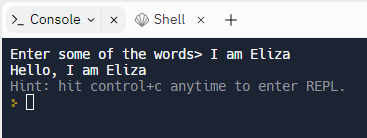 Console
Shell
Enter some of the words> I am Eliza
Hello, I am Eliza
Hint: hit control+c anytime to enter REPL.